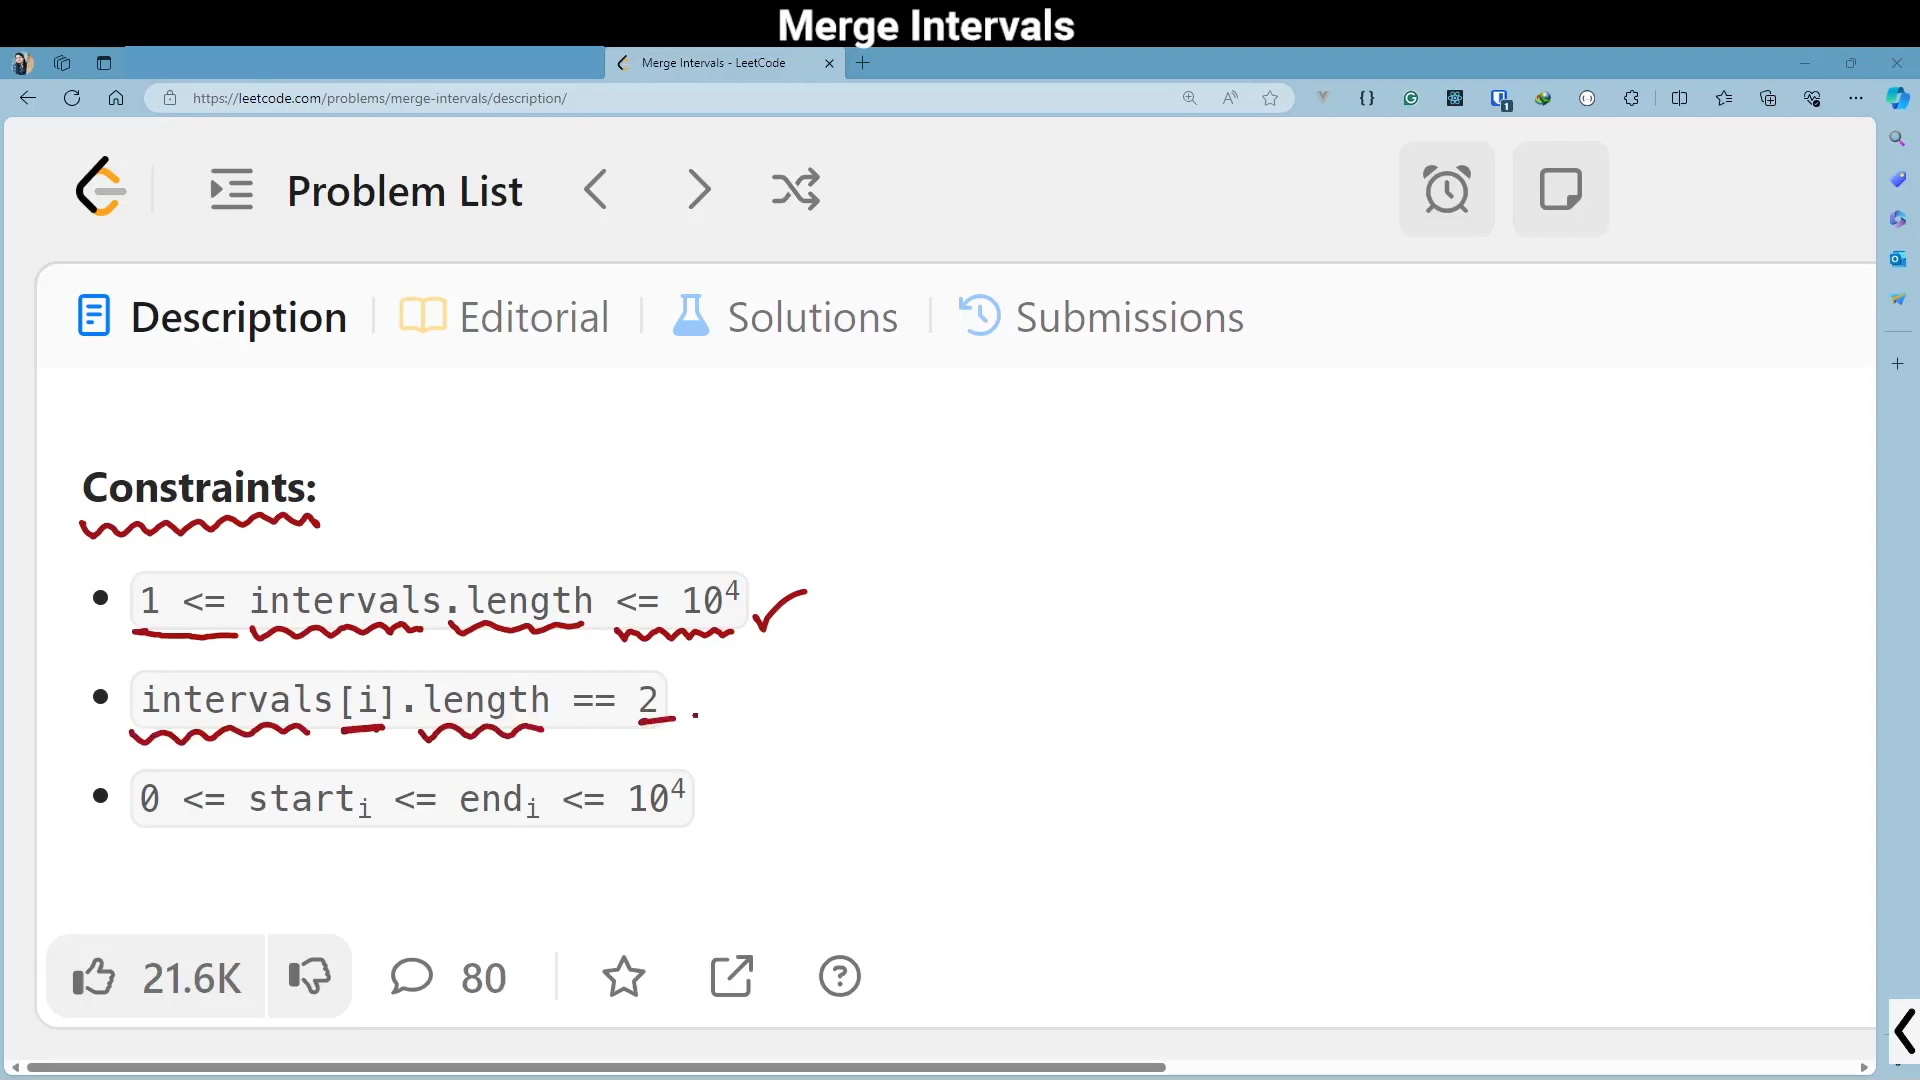 Merge Intervals
Merge Intervals - LeetCode
https://leetcode.com/problems/merge-intervals/description/
1
Problem List
Description
Editorial
Solutions
Submissions
Constraints:
1 <= intervals.length <= 10⁴
intervals[i].length == 2
0 <= startᵢ <= endᵢ <= 10⁴
21.6K
80